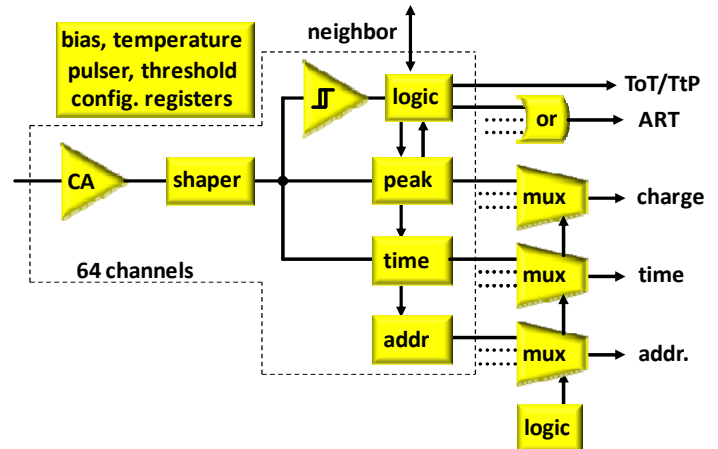 bias, temperature
pulser, threshold
config. registers
neighbor
logic
ToT/TtP
or
ART
CA
shaper
peak
mux
charge
64 channels
time
mux
time
addr
mux
addr.
logic